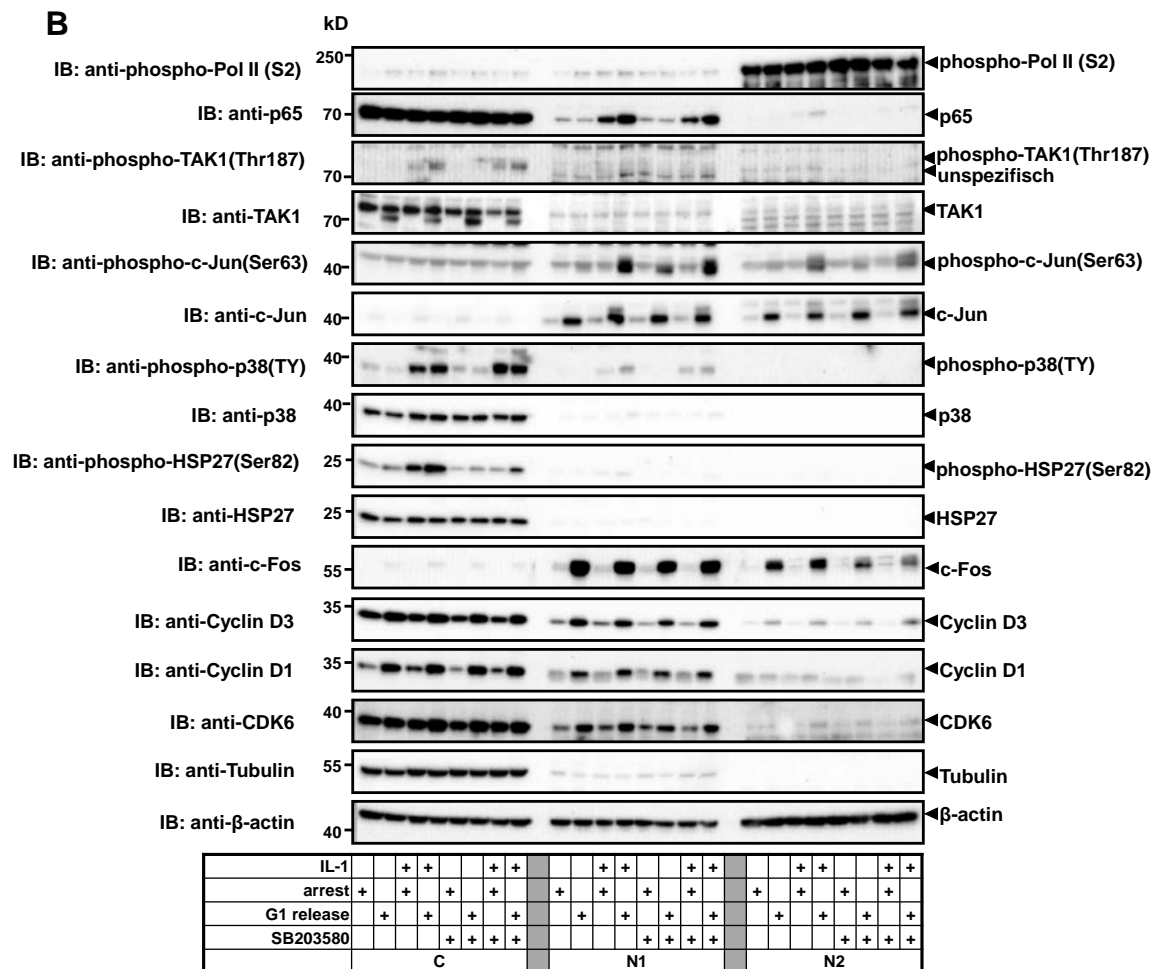 B
kD
IB: anti-phospho-Pol II (S2) 250 phospho-Pol II (S2)
IB: anti-p65 70 p65
IB: anti-phospho-TAK1(Thr187) 70 phospho-TAK1(Thr187)
unspezifisch
IB: anti-TAK1 70 TAK1
IB: anti-phospho-c-Jun(Ser63) 40 phospho-c-Jun(Ser63)
IB: anti-c-Jun 40 c-Jun
IB: anti-phospho-p38(TY) 40 phospho-p38(TY)
IB: anti-p38 40 p38
IB: anti-phospho-HSP27(Ser82) 25 phospho-HSP27(Ser82)
IB: anti-HSP27 25 HSP27
IB: anti-c-Fos 55 c-Fos
IB: anti-Cyclin D3 35 Cyclin D3
IB: anti-Cyclin D1 35 Cyclin D1
IB: anti-CDK6 40 CDK6
IB: anti-Tubulin 55 Tubulin
IB: anti-β-actin 40 β-actin
IL-1 + + + + + + + + + + + +
arrest + + + + + + + + + + + +
G1 release + + + + + + + + + + + +
SB203580 + + + + + + + + + + + +
C N1 N2